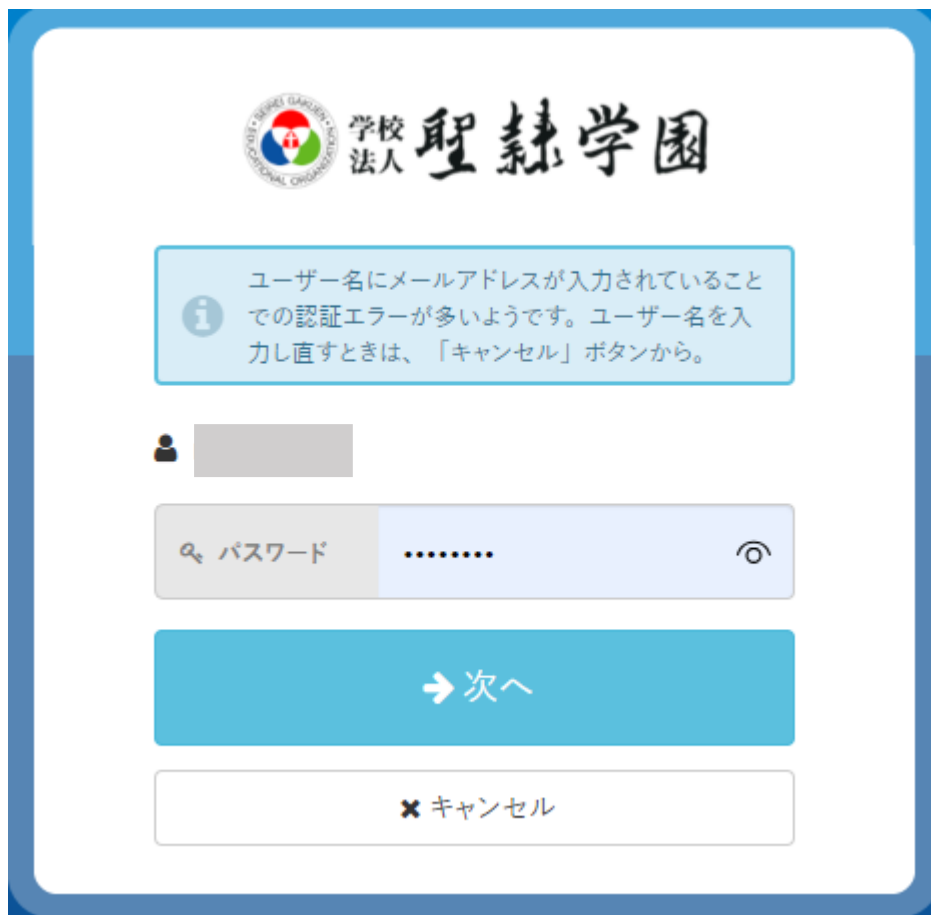 SEIREI GAKUEN
EDUCATIONAL ORGANIZATION
学校
法人
聖隷学園
ユーザー名にメールアドレスが入力されていること
での認証エラーが多いようです。ユーザー名を入
力し直すときは、「キャンセル」ボタンから。
パスワード
次へ
キャンセル